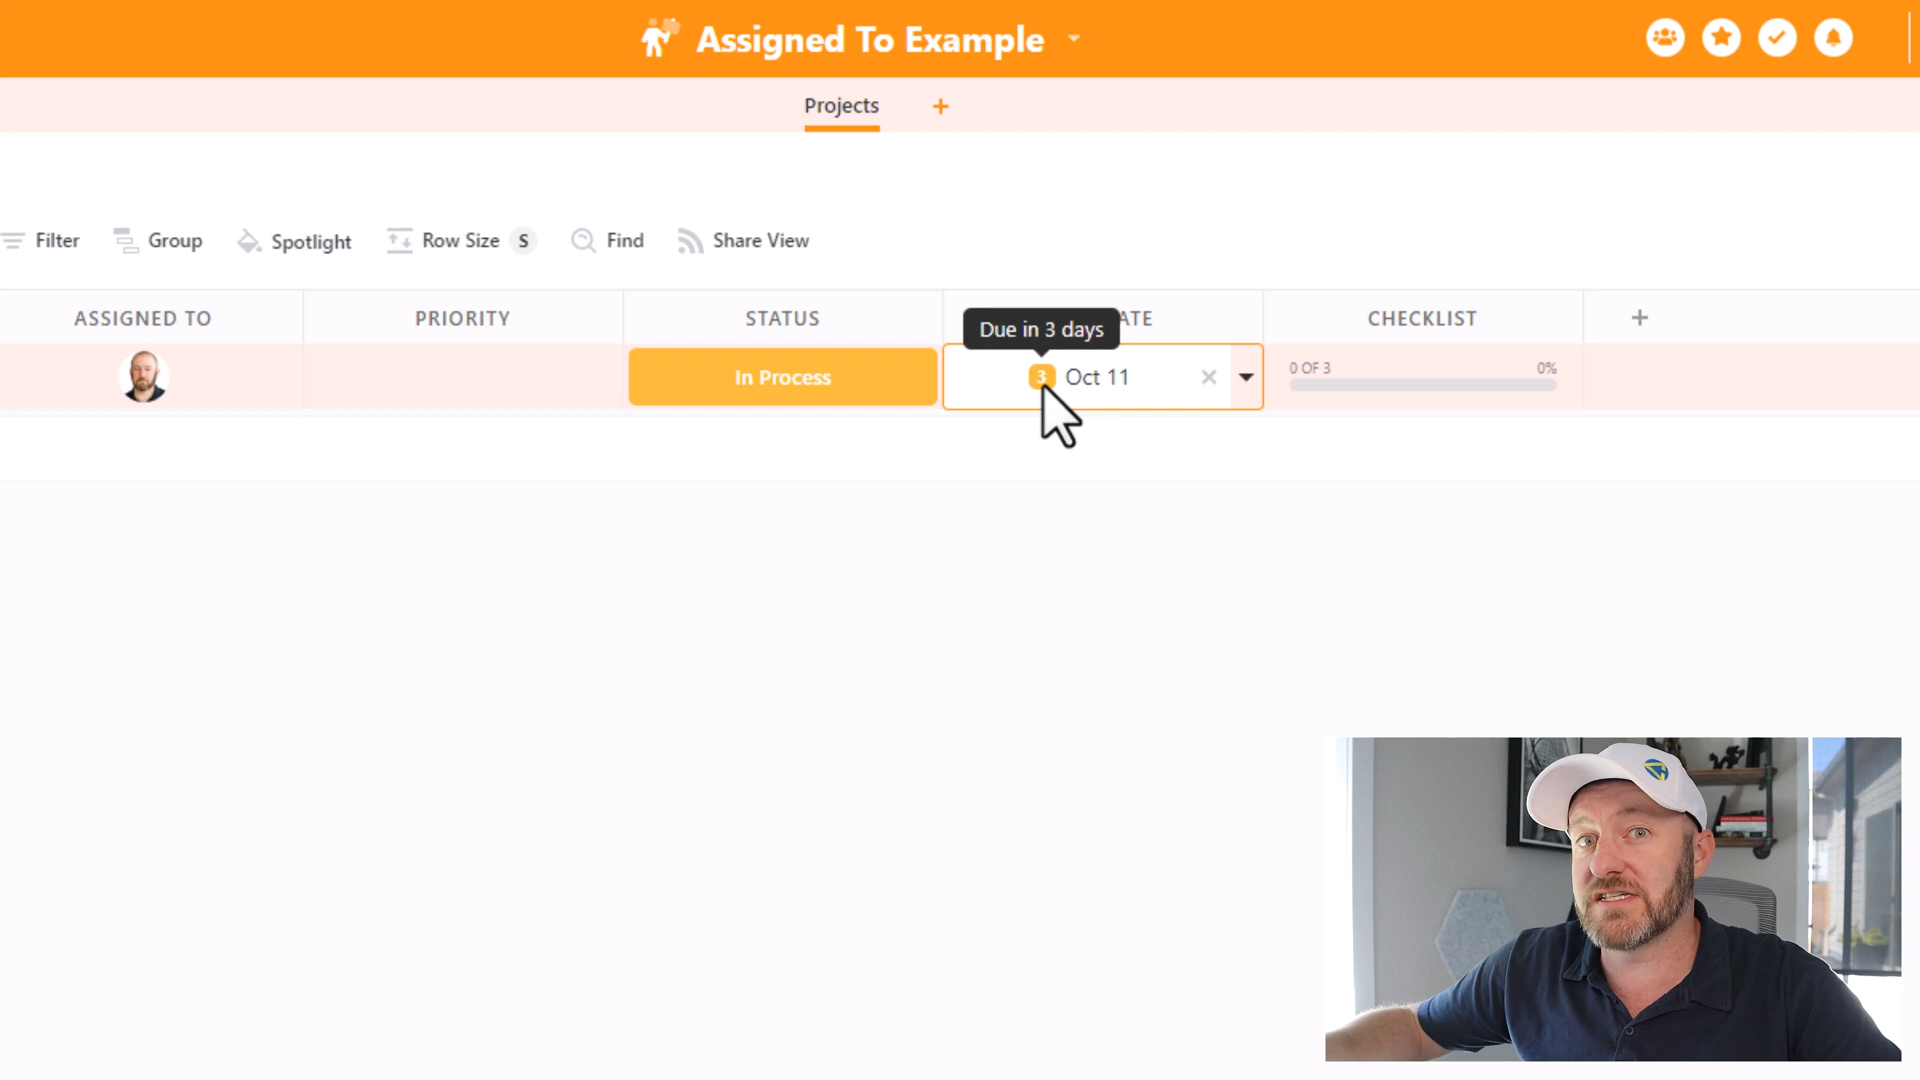 Assigned To Example
Projects +
Filter Group Spotlight Row Size S Find Share View
ASSIGNED TO PRIORITY STATUS ATE CHECKLIST +
Due in 3 days
In Process 3 Oct 11 0 OF 3 0%